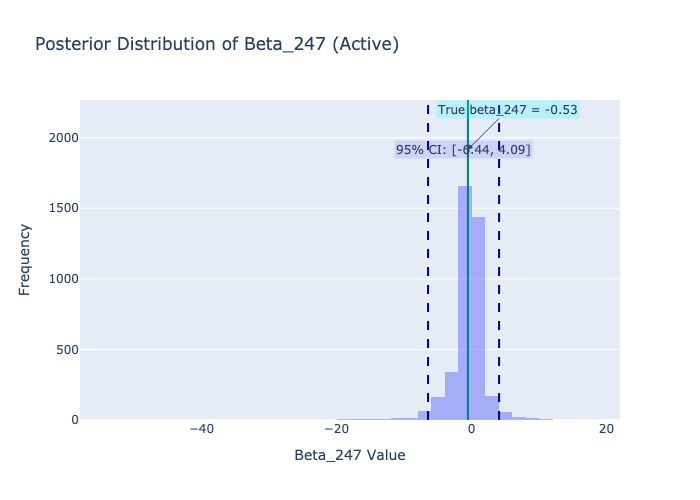 Posterior Distribution of Beta_247 (Active)
True beta_247 = -0.53
95% CI: [-6.44, 4.09]
2000
1500
1000
500
0
Frequency
−40
−20
0
20
Beta_247 Value